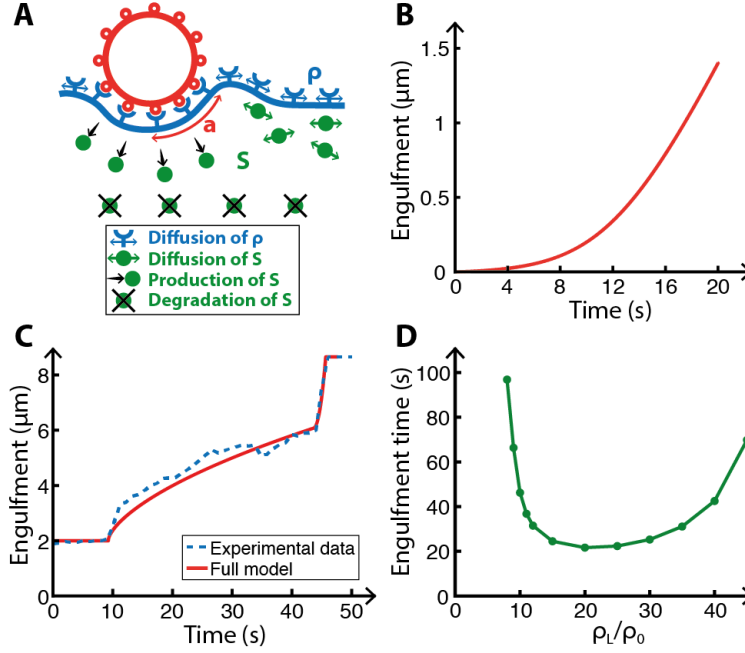 A
ρ
a
S
Diffusion of ρ
Diffusion of S
Production of S
Degradation of S
B
Engulfment (μm)
1.5
1
0.5
0
0 4 8 12 16 20
Time (s)
C
Engulfment (μm)
8
6
4
2
0
Experimental data
Full model
0 10 20 30 40 50
Time (s)
D
Engulfment time (s)
100
80
60
40
20
0
0 10 20 30 40
ρL/ρ0